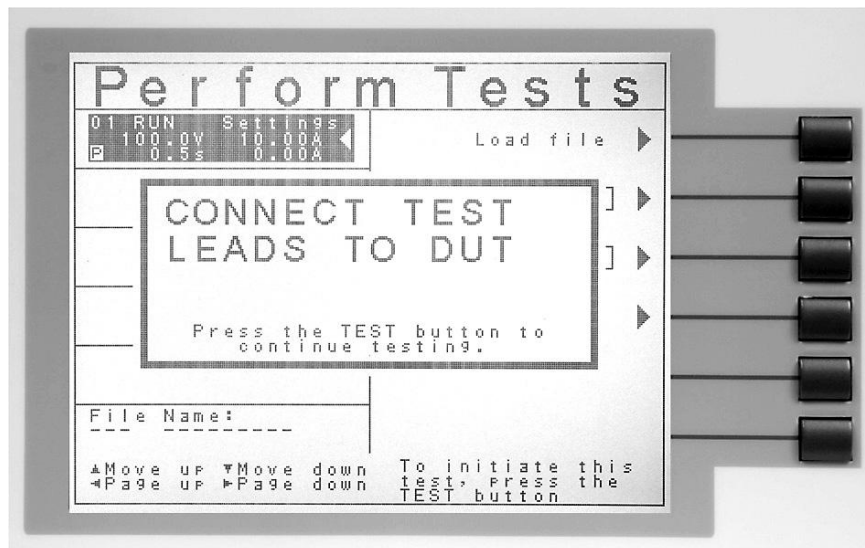 Perform Tests
01 RUN Settings
100.0V 10.00A
P 0.5s 0.00A
Load file
]
]
CONNECT TEST
LEADS TO DUT
Press the TEST button to
continue testing.
File Name:
--- ---------
▲Move up ▼Move down
◄Page up ►Page down
To initiate this
test, press the
TEST button